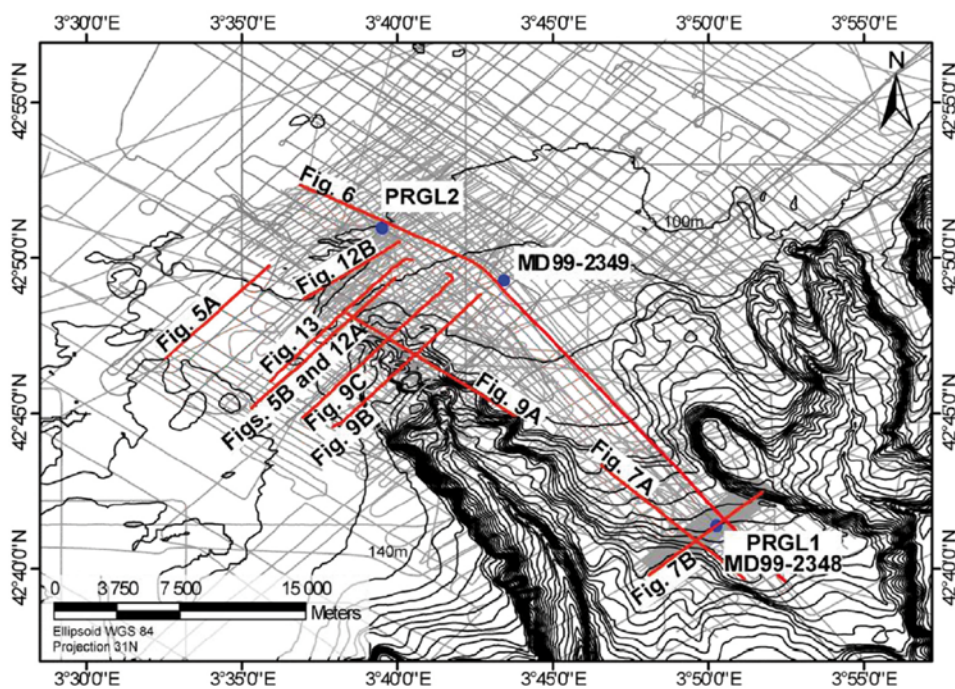 3°30'0"E 3°35'0"E 3°40'0"E 3°45'0"E 3°50'0"E 3°55'0"E
N
42°55'0"N 42°55'0"N
Fig. 6
PRGL2
100m
42°50'0"N 42°50'0"N
MD99-2349
Fig. 12B
Fig. 5A
Fig. 13
Figs. 5B and 12A
Fig. 9C
Fig. 9B
Fig. 9A
42°45'0"N 42°45'0"N
Fig. 7A
PRGL1
MD99-2348
140m
Fig. 7B
42°40'0"N 42°40'0"N
0 3 750 7 500 15 000
Meters
Ellipsoid WGS 84
Projection 31N
3°30'0"E 3°35'0"E 3°40'0"E 3°45'0"E 3°50'0"E 3°55'0"E